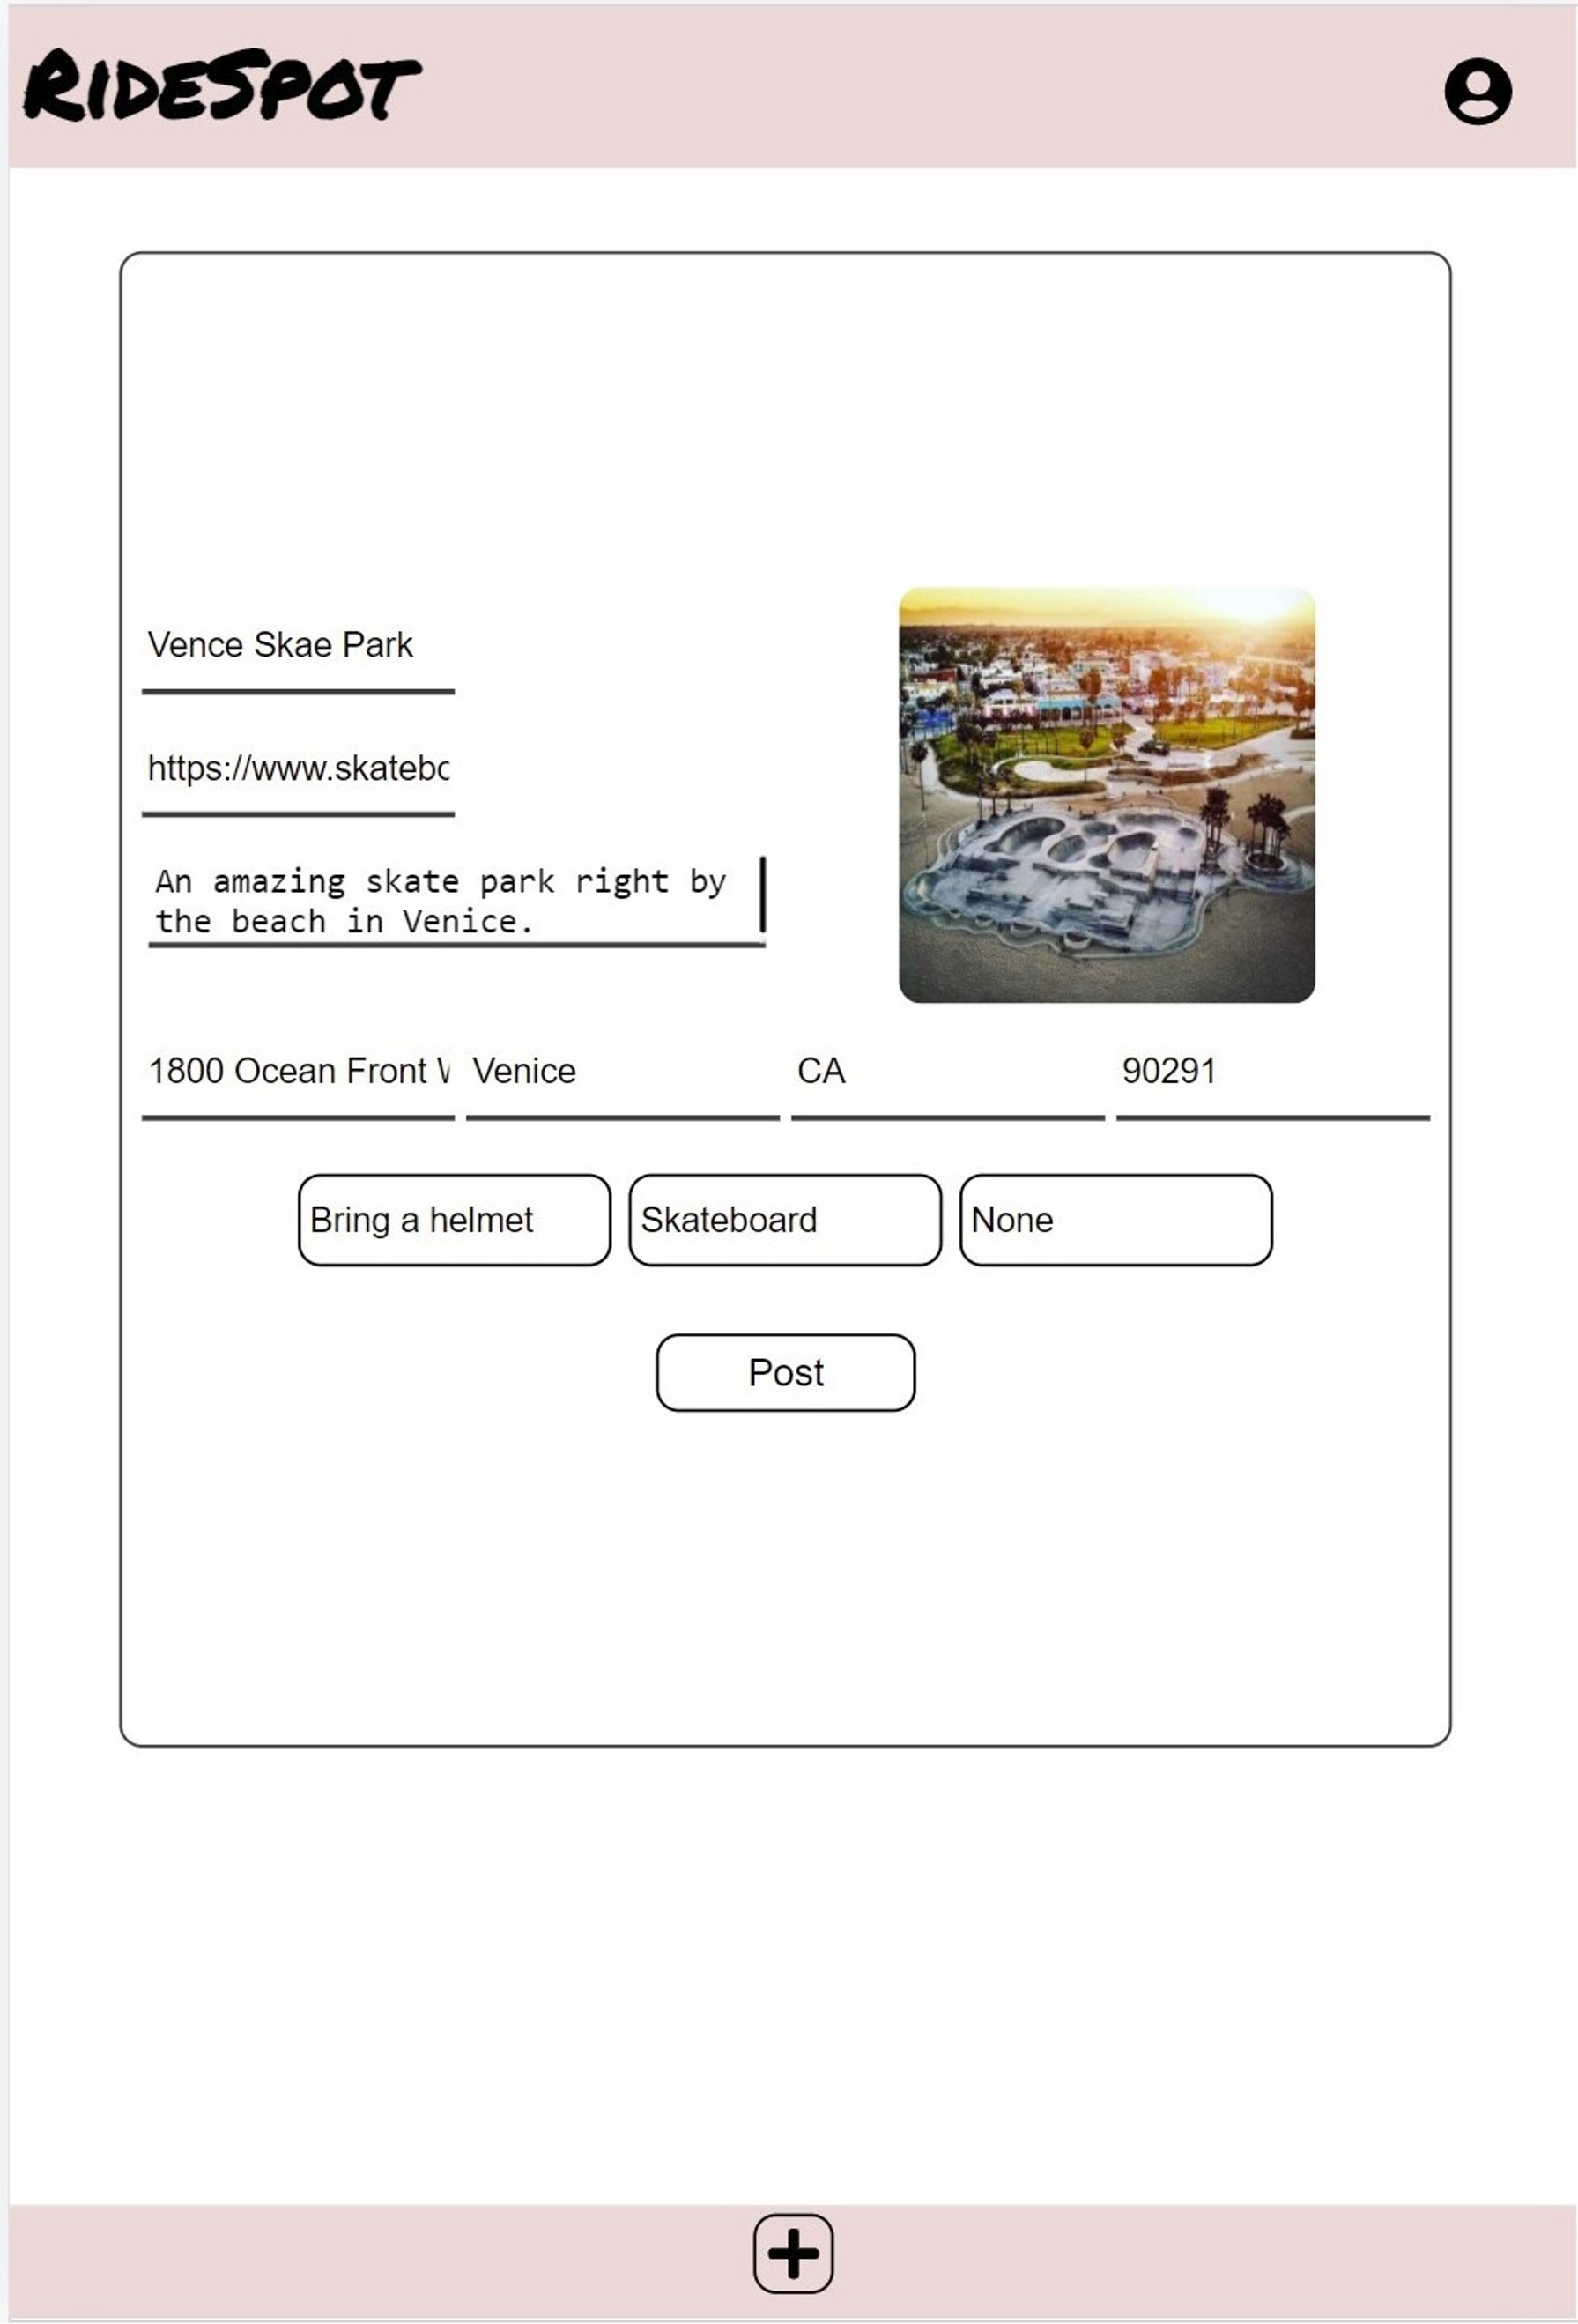 RideSpot
Vence Skae Park
https://www.skatebc
An amazing skate park right by
the beach in Venice.
1800 Ocean Front
Venice
CA
90291
Bring a helmet
Skateboard
None
Post